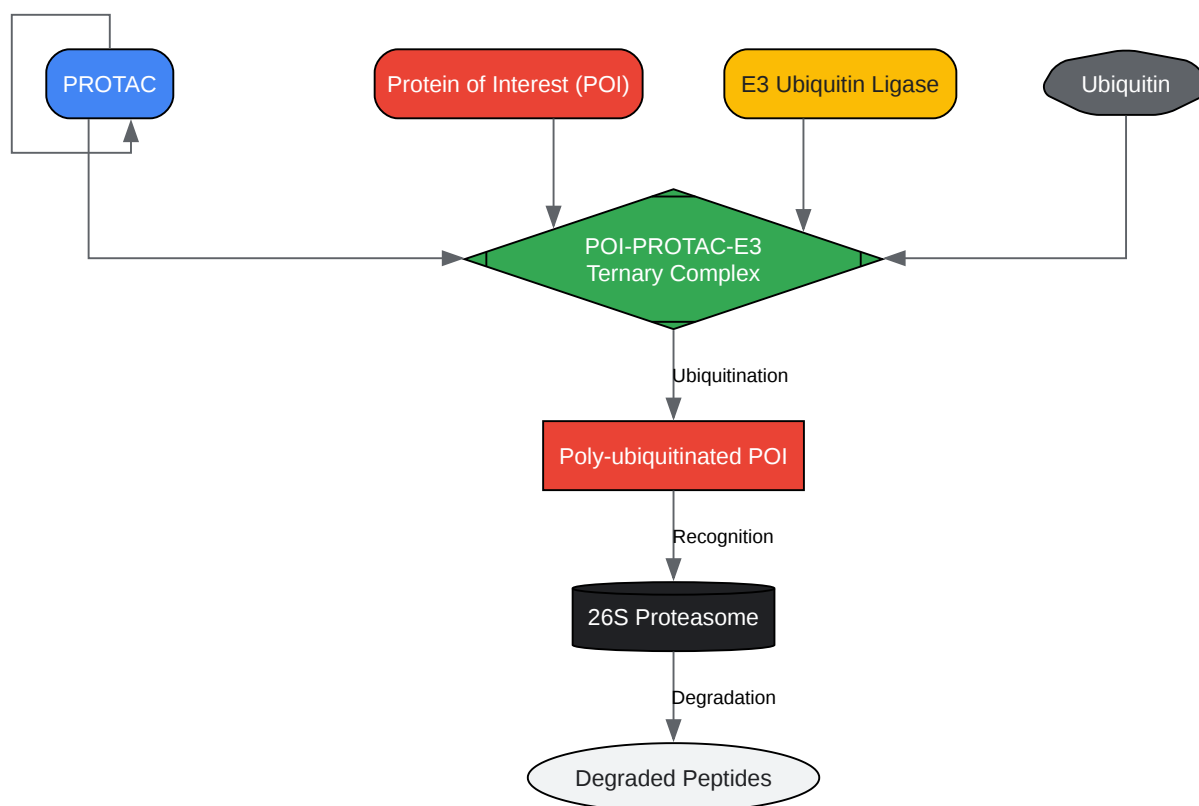 PROTAC
Protein of Interest (POI)
E3 Ubiquitin Ligase
Ubiquitin
POI-PROTAC-E3
Ternary Complex
Ubiquitination
Poly-ubiquitinated POI
Recognition
26S Proteasome
Degradation
Degraded Peptides